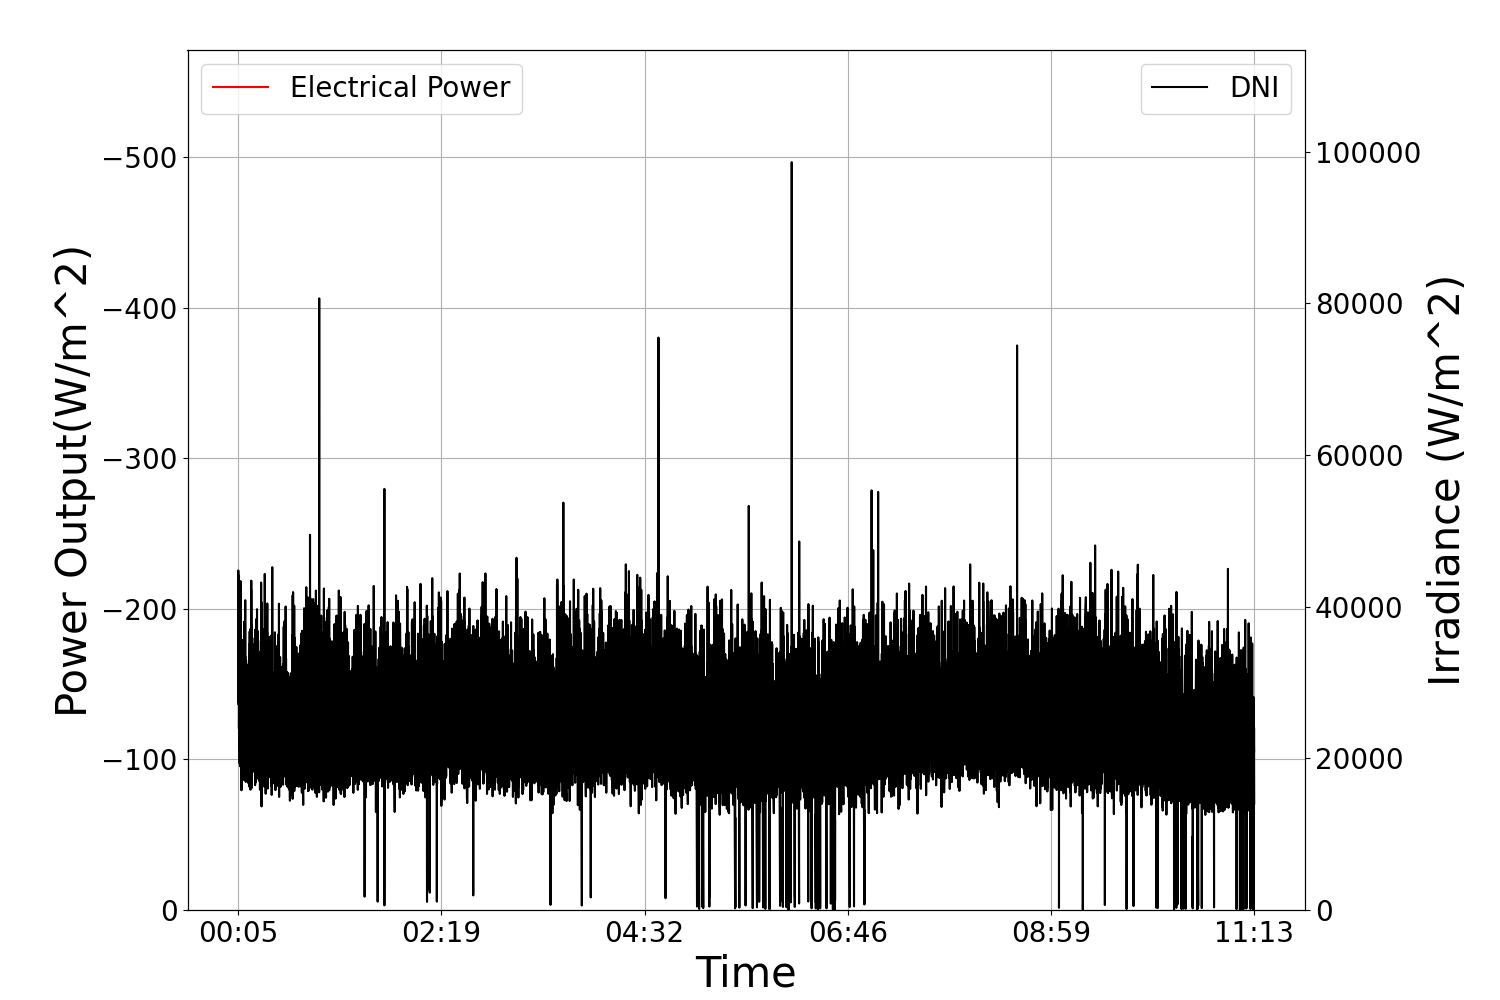 Electrical Power
DNI
Power Output(W/m^2)
−500
−400
−300
−200
−100
0
100000
80000
60000
40000
20000
0
Irradiance (W/m^2)
00:05 02:19 04:32 06:46 08:59 11:13
Time